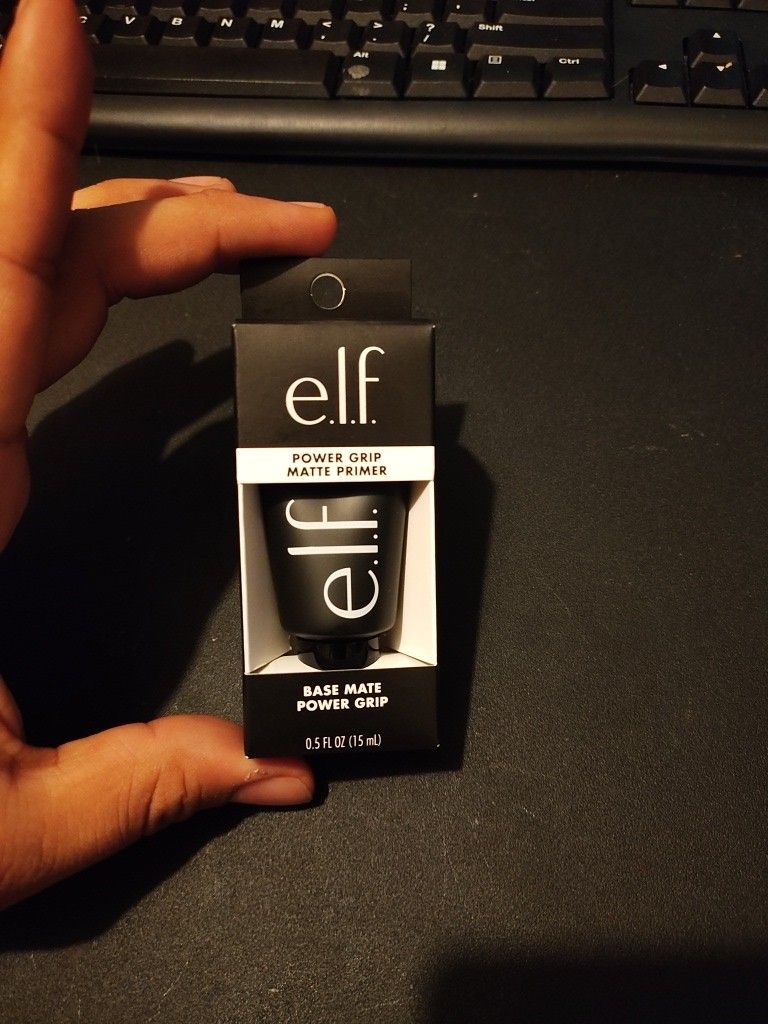 C V B N M < > ? Shift
, . /
Alt Ctrl
e.l.f.
POWER GRIP
MATTE PRIMER
e.l.f.
BASE MATE
POWER GRIP
0.5 FL OZ (15 mL)